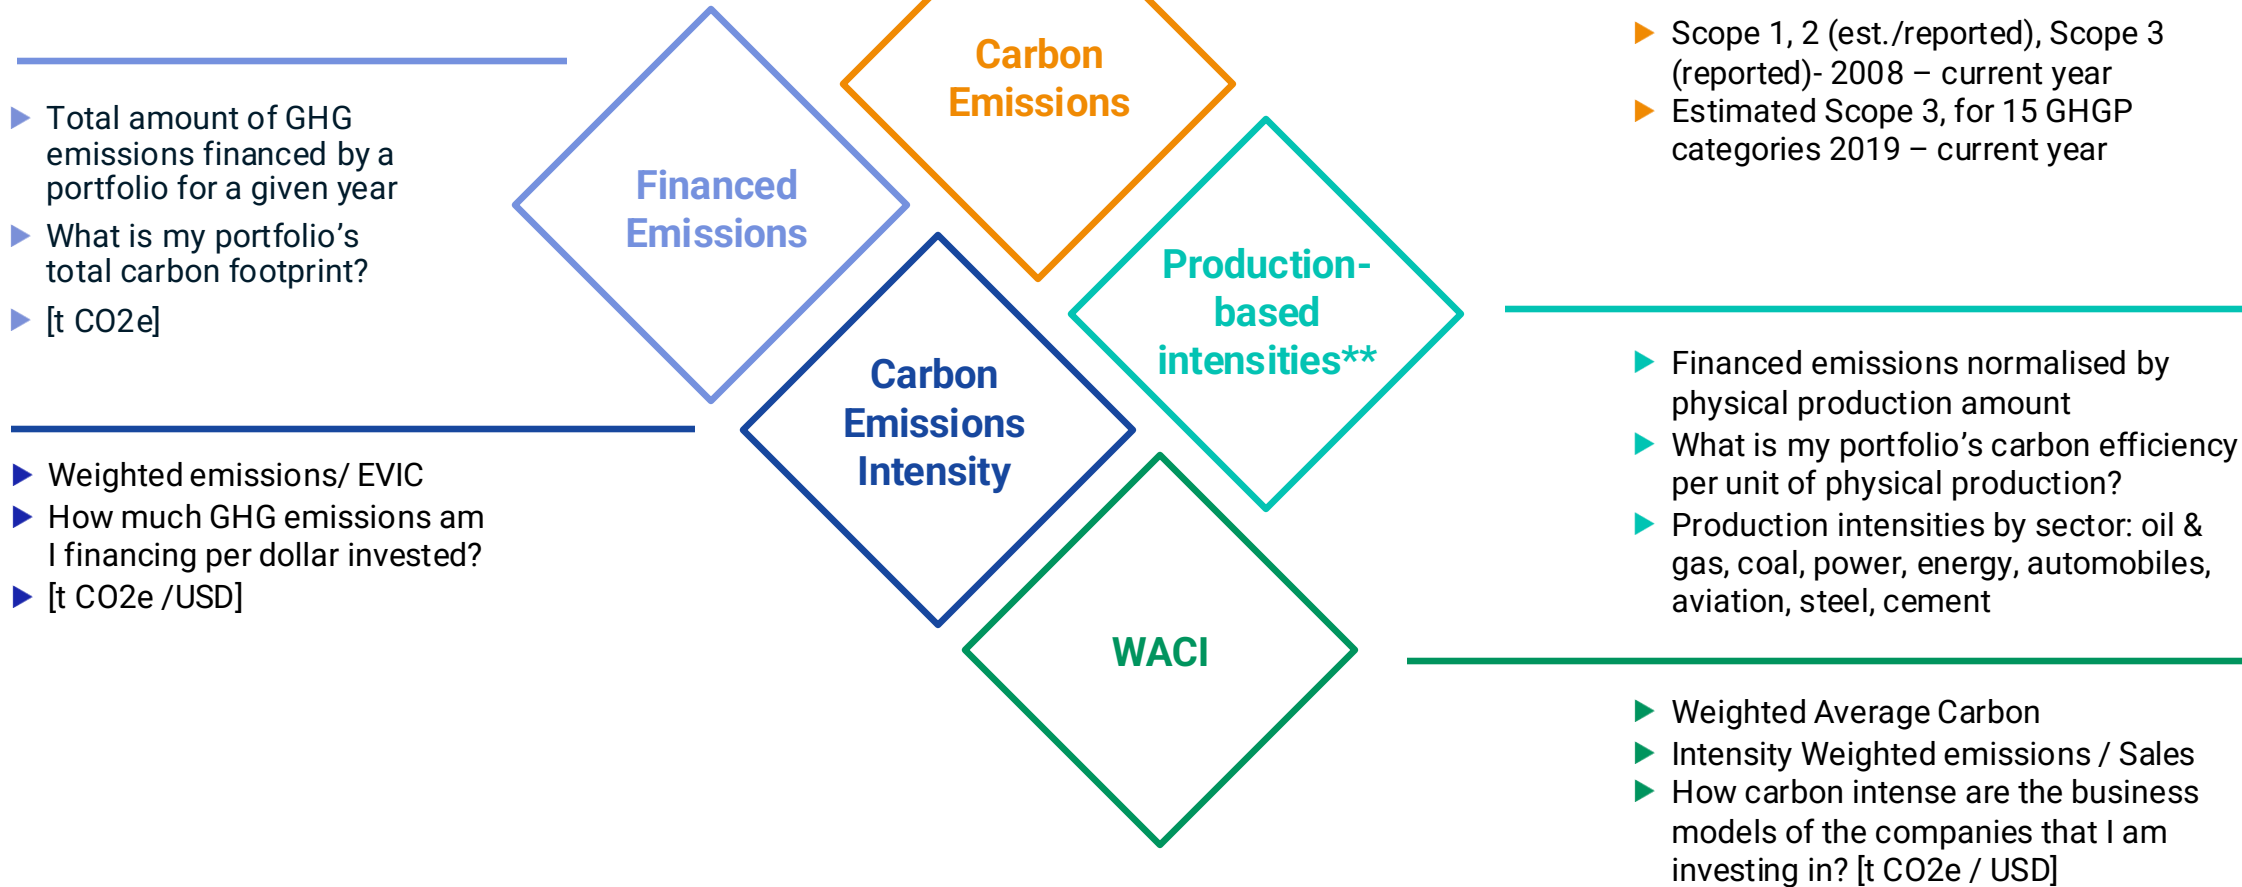 Total amount of GHG
emissions financed by a
portfolio for a given year
What is my portfolio’s
total carbon footprint?
[t CO2e]
Weighted emissions/ EVIC
How much GHG emissions am
I financing per dollar invested?
[t CO2e /USD]
Financed
Emissions
Carbon
Emissions
Carbon
Emissions
Intensity
Production-
based
intensities**
WACI
Scope 1, 2 (est./reported), Scope 3
(reported)- 2008 – current year
Estimated Scope 3, for 15 GHGP
categories 2019 – current year
Financed emissions normalised by
physical production amount
What is my portfolio’s carbon efficiency
per unit of physical production?
Production intensities by sector: oil &
gas, coal, power, energy, automobiles,
aviation, steel, cement
Weighted Average Carbon
Intensity Weighted emissions / Sales
How carbon intense are the business
models of the companies that I am
investing in? [t CO2e / USD]